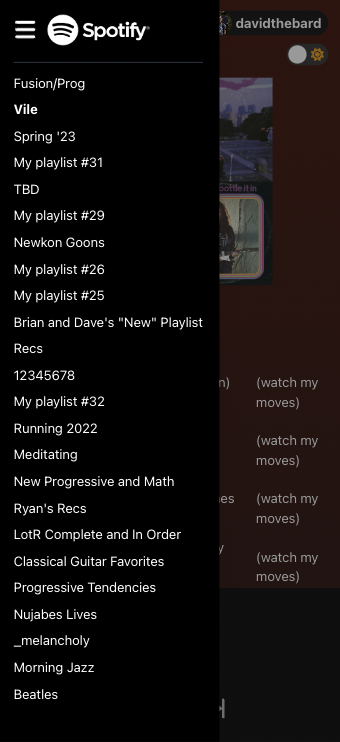 Spotify®
davidthebard
Fusion/Prog
Vile
Spring '23
My playlist #31
TBD
bottle it in
My playlist #29
Newkon Goons
My playlist #26
My playlist #25
Brian and Dave's "New" Playlist
Recs
12345678
n) (watch my
moves)
My playlist #32
Running 2022
(watch my
moves)
Meditating
New Progressive and Math
es (watch my
moves)
Ryan's Recs
LotR Complete and In Order
y (watch my
moves)
Classical Guitar Favorites
Progressive Tendencies
Nujabes Lives
_melancholy
Morning Jazz
Beatles